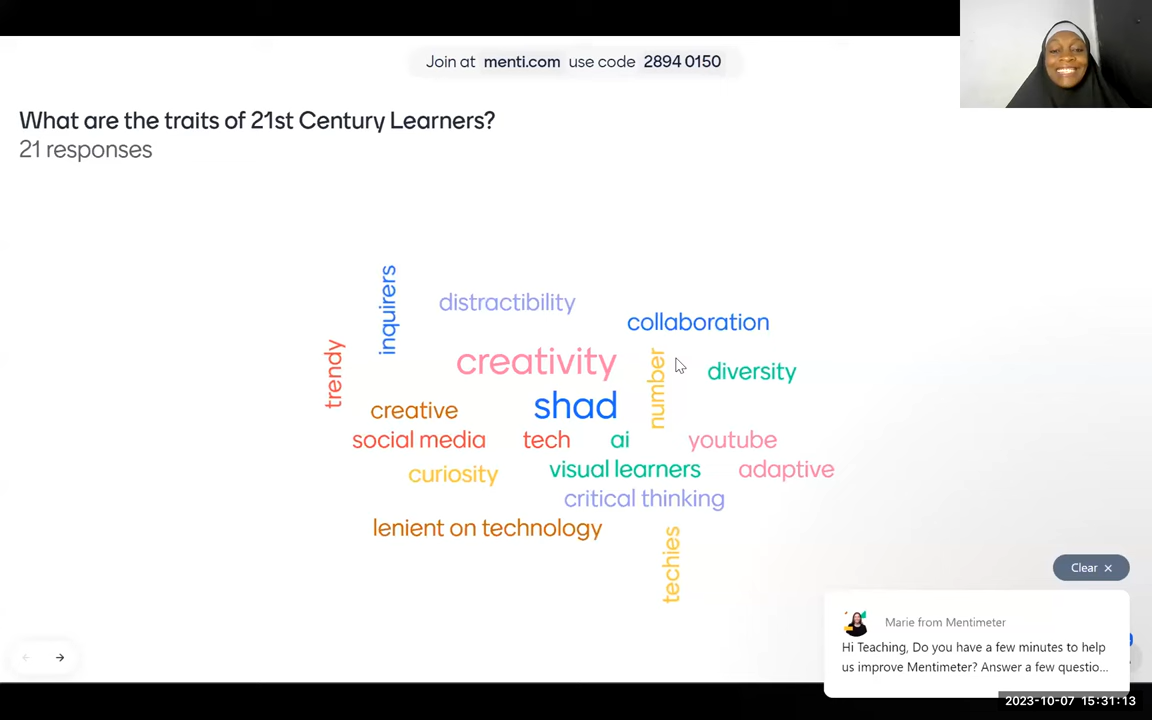 Join at menti.com use code 2894 0150
What are the traits of 21st Century Learners?
21 responses
inquirers
distractibility
collaboration
trendy
creativity
number
diversity
creative
shad
social media
tech
ai
youtube
curiosity
visual learners
adaptive
critical thinking
lenient on technology
techies
Clear ×
Marie from Mentimeter
Hi Teaching, Do you have a few minutes to help
us improve Mentimeter? Answer a few questio...
2023-10-07 15:31:13